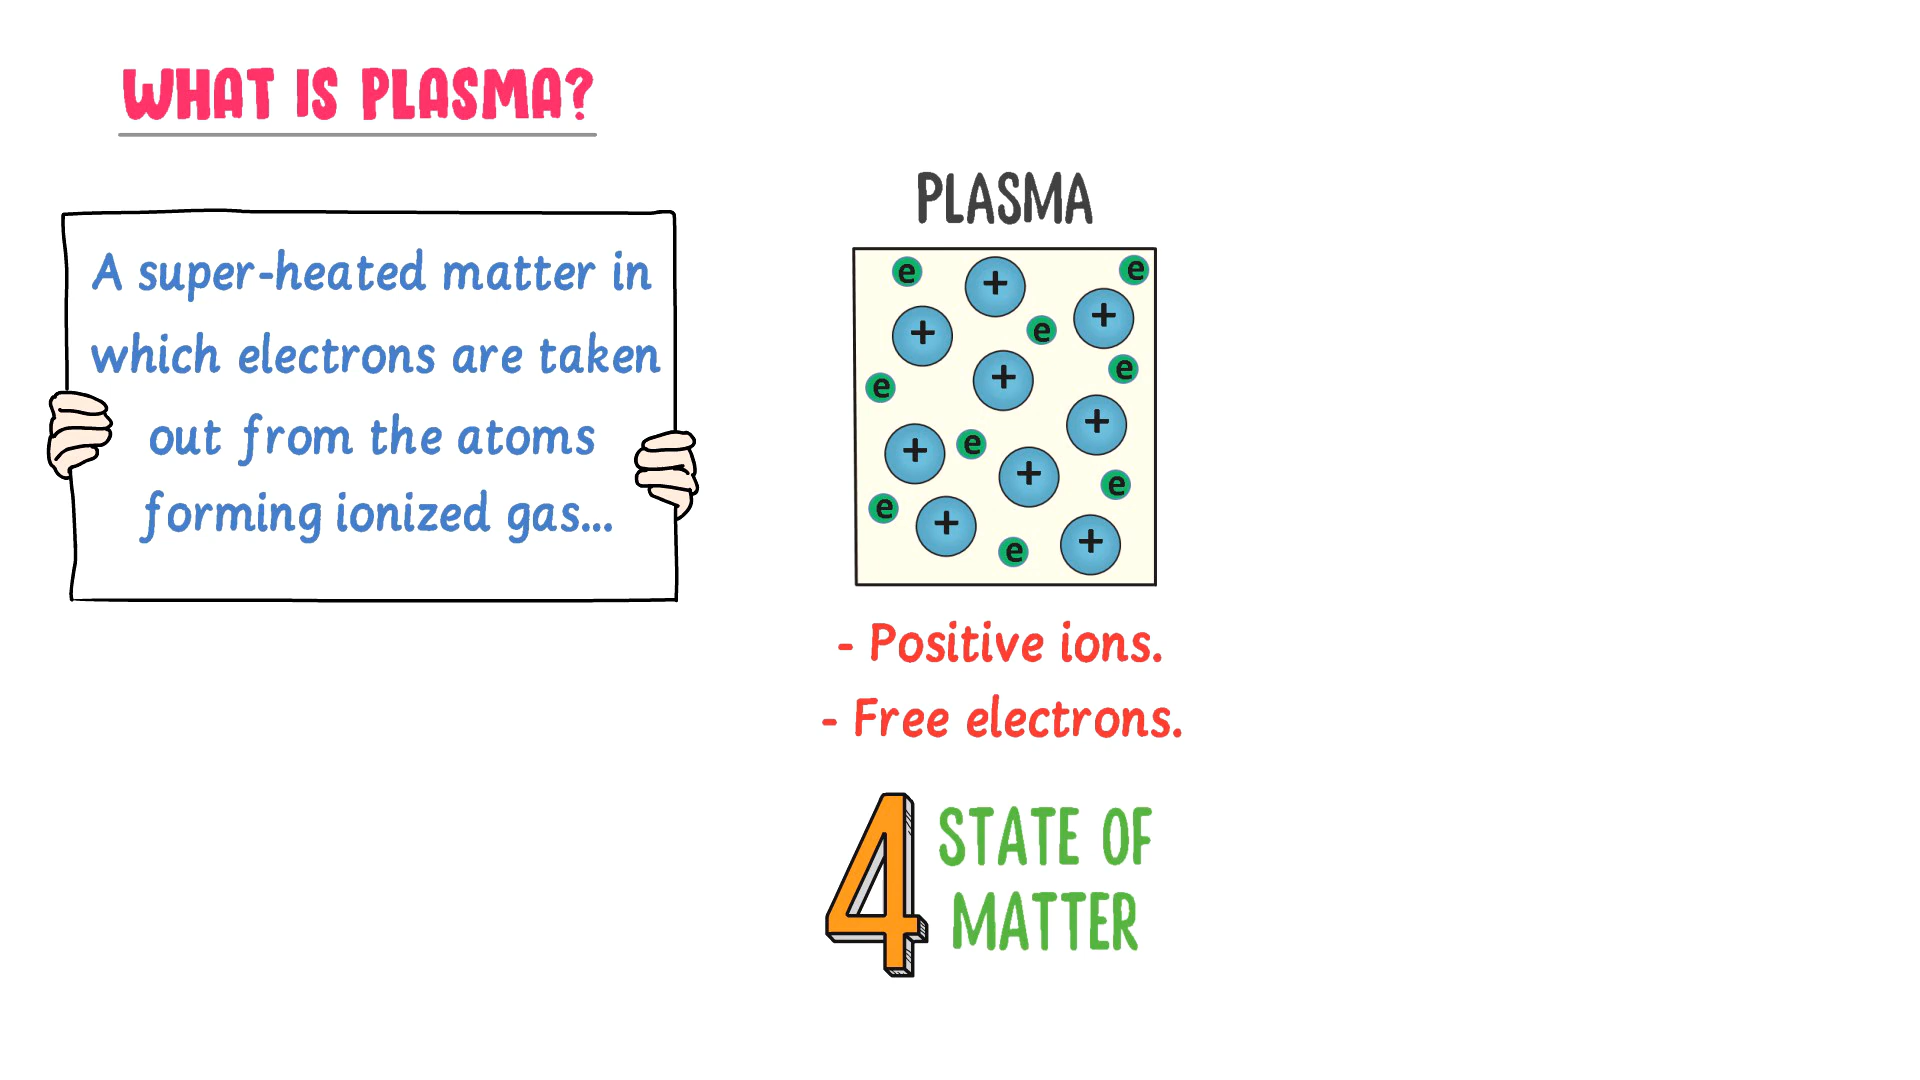 WHAT IS PLASMA?
A super-heated matter in
which electrons are taken
out from the atoms
forming ionized gas...
PLASMA
e + e
+ e +
e + e
+ e + +
e + e
e +
- Positive ions.
- Free electrons.
4 STATE OF
MATTER